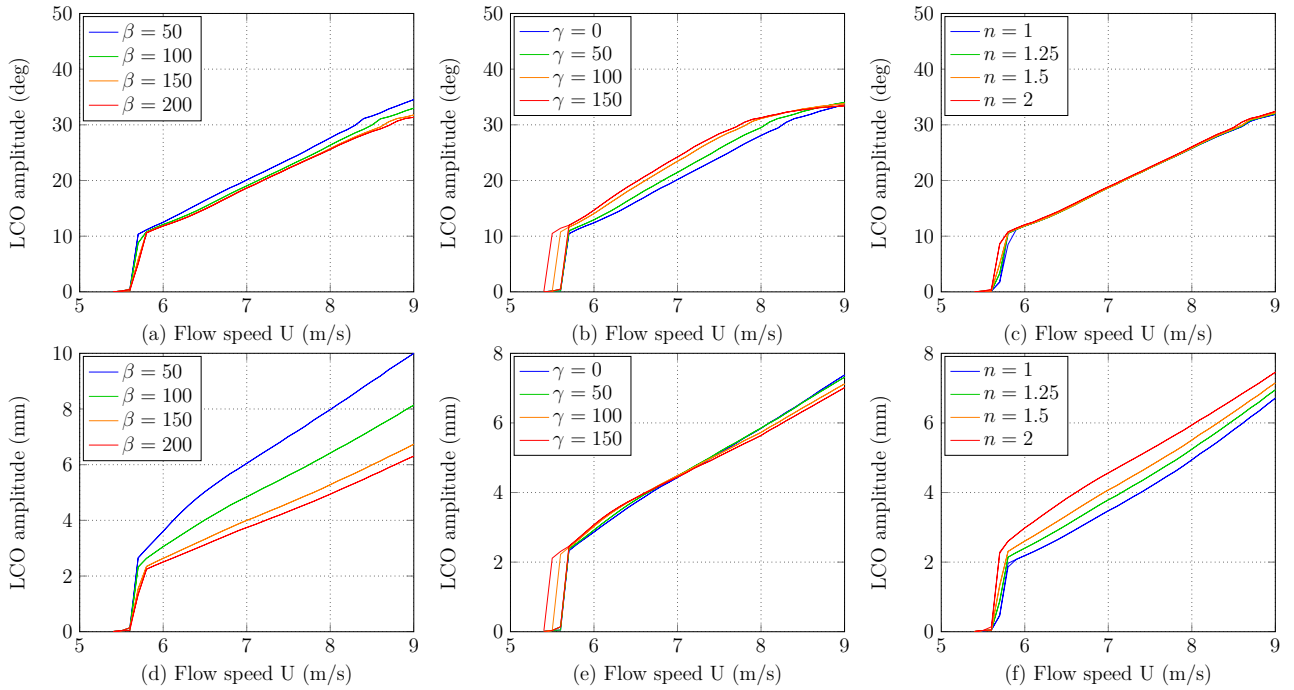 LCO amplitude (deg)
50
40
30
20
10
0
5
6
7
8
9
β = 50
β = 100
β = 150
β = 200
(a) Flow speed U (m/s)
LCO amplitude (deg)
50
40
30
20
10
0
5
6
7
8
9
γ = 0
γ = 50
γ = 100
γ = 150
(b) Flow speed U (m/s)
LCO amplitude (deg)
50
40
30
20
10
0
5
6
7
8
9
n = 1
n = 1.25
n = 1.5
n = 2
(c) Flow speed U (m/s)
LCO amplitude (mm)
10
8
6
4
2
0
5
6
7
8
9
β = 50
β = 100
β = 150
β = 200
(d) Flow speed U (m/s)
LCO amplitude (mm)
8
6
4
2
0
5
6
7
8
9
γ = 0
γ = 50
γ = 100
γ = 150
(e) Flow speed U (m/s)
LCO amplitude (mm)
8
6
4
2
0
5
6
7
8
9
n = 1
n = 1.25
n = 1.5
n = 2
(f) Flow speed U (m/s)